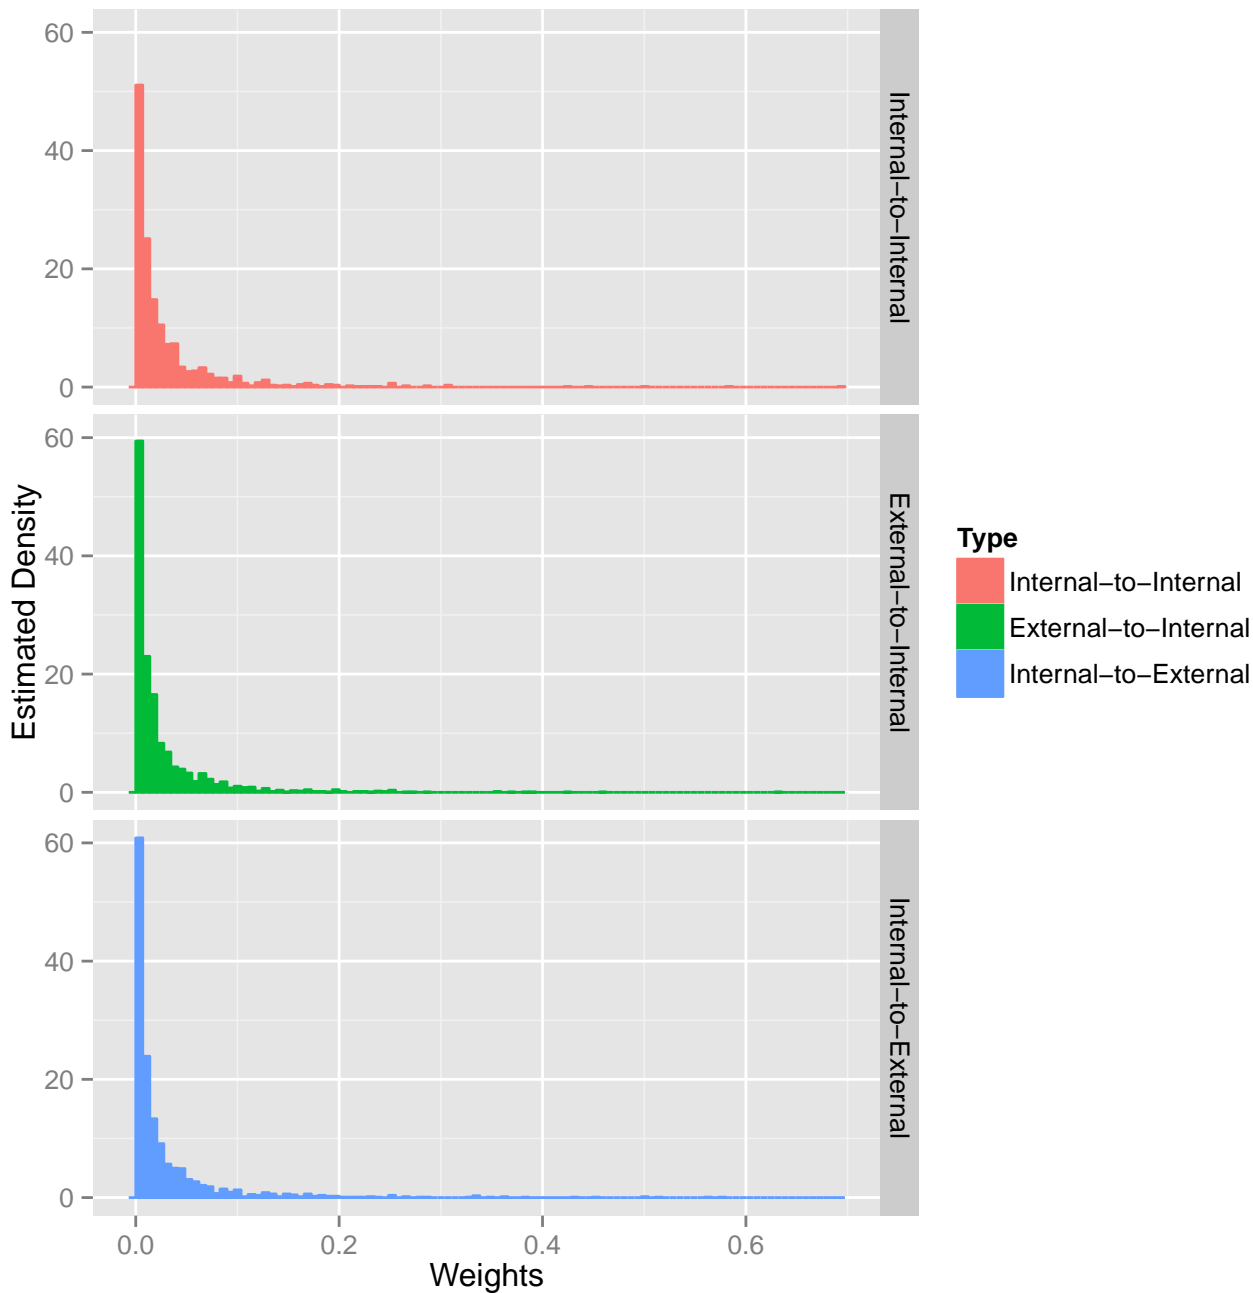 60
40
20
0
Internal−to−Internal
60
40
20
0
External−to−Internal
60
40
20
0
Internal−to−External
0.0 0.2 0.4 0.6
Weights
Estimated Density
Type
Internal−to−Internal
External−to−Internal
Internal−to−External